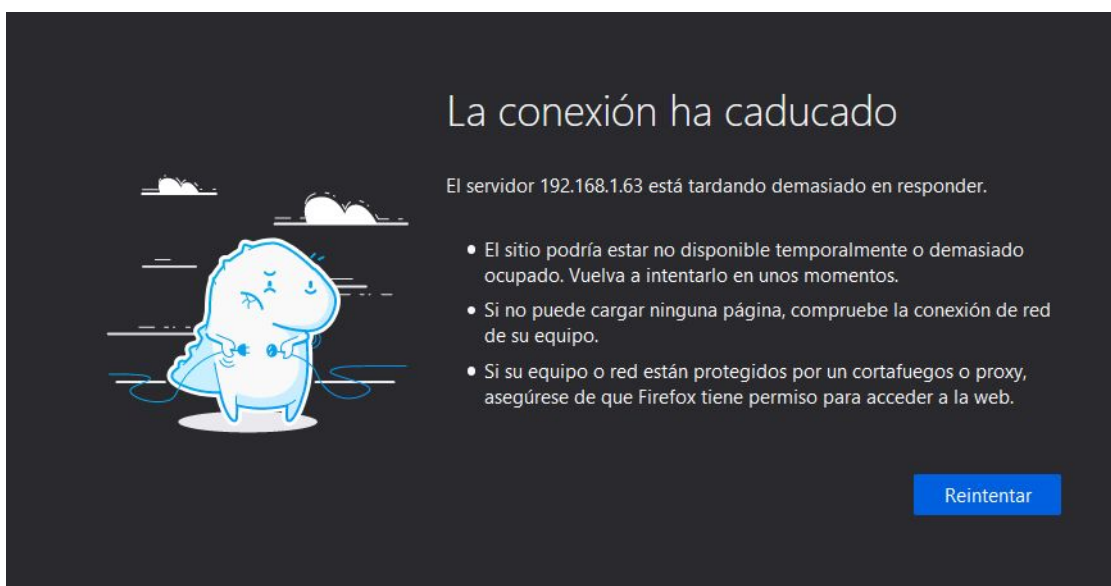 La conexión ha caducado
El servidor 192.168.1.63 está tardando demasiado en responder.
El sitio podría estar no disponible temporalmente o demasiado
ocupado. Vuelva a intentarlo en unos momentos.
Si no puede cargar ninguna página, compruebe la conexión de red
de su equipo.
Si su equipo o red están protegidos por un cortafuegos o proxy,
asegúrese de que Firefox tiene permiso para acceder a la web.
Reintentar